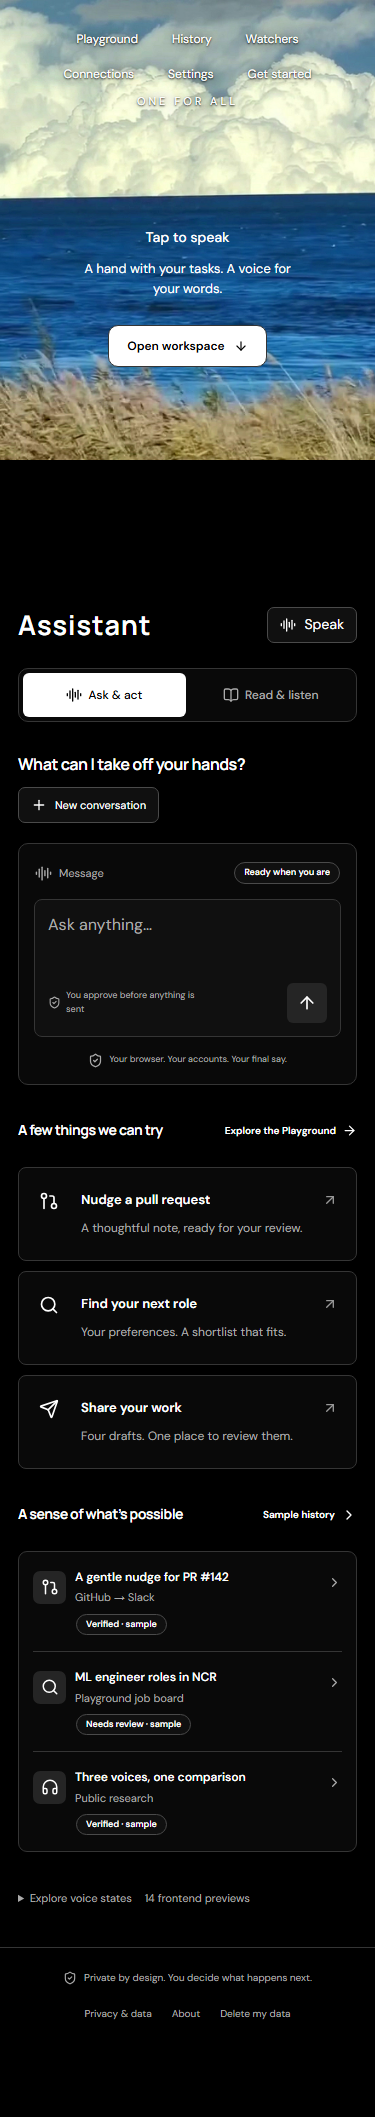 Playground History Watchers
Connections Settings Get started
ONE FOR ALL
Tap to speak
A hand with your tasks. A voice for
your words.
Open workspace
Assistant
Speak
Ask & act
Read & listen
What can I take off your hands?
New conversation
Message
Ready when you are
Ask anything...
You approve before anything is
sent
Your browser. Your accounts. Your final say.
A few things we can try
Explore the Playground
Nudge a pull request
A thoughtful note, ready for your review.
Find your next role
Your preferences. A shortlist that fits.
Share your work
Four drafts. One place to review them.
A sense of what's possible
Sample history
A gentle nudge for PR #142
GitHub → Slack
Verified · sample
ML engineer roles in NCR
Playground job board
Needs review · sample
Three voices, one comparison
Public research
Verified · sample
Explore voice states 14 frontend previews
Private by design. You decide what happens next.
Privacy & data About Delete my data